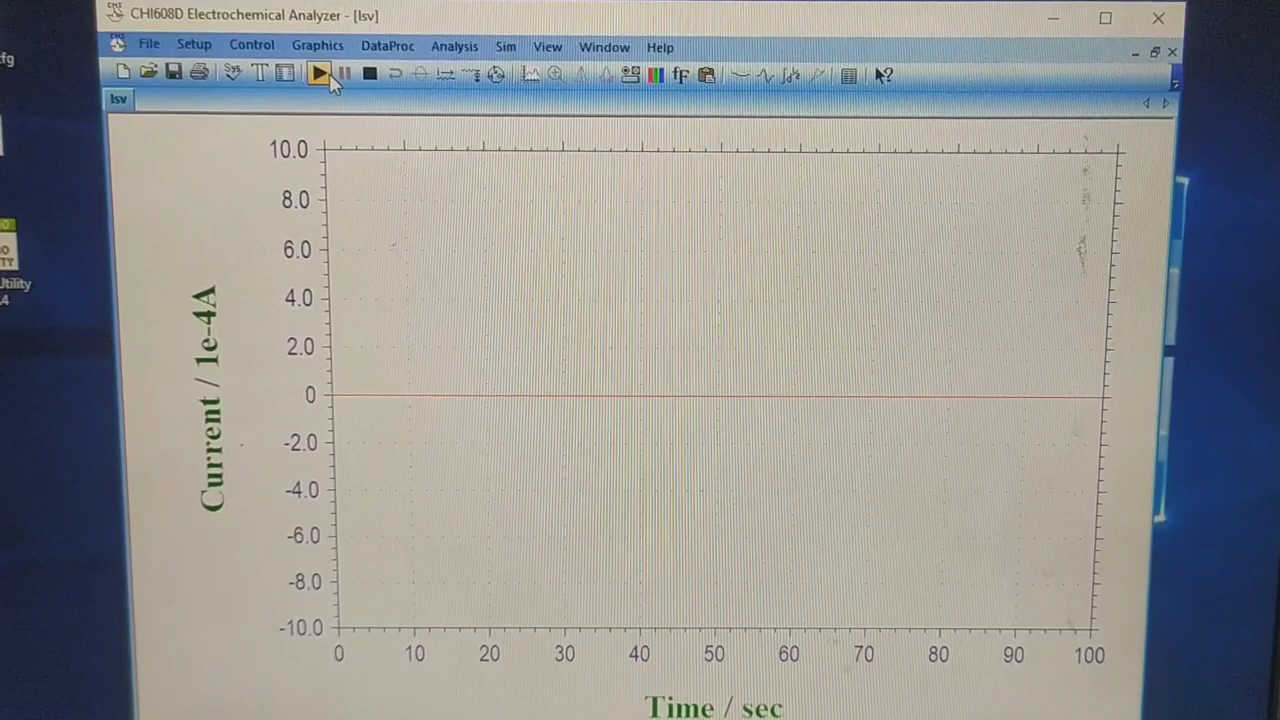 CHI608D Electrochemical Analyzer - [lsv]
File Setup Control Graphics DataProc Analysis Sim View Window Help
lsv
10.0
8.0
6.0
4.0
2.0
0
-2.0
-4.0
-6.0
-8.0
-10.0
Current / 1e-4A
0 10 20 30 40 50 60 70 80 90 100
Time / sec
Utility